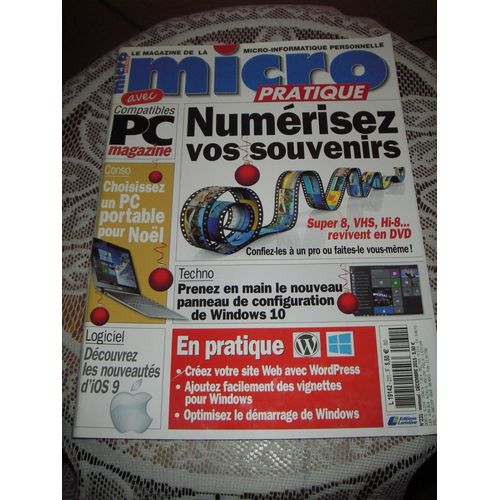 LE MAGAZINE DE LA MICRO-INFORMATIQUE PERSONNELLE
micro
micro
PRATIQUE
avec
Compatibles
PC
magazine
Numérisez
vos souvenirs
Super 8, VHS, Hi-8...
revivent en DVD
Confiez-les à un pro ou faites-le vous-même !
Conso
Choisissez
un PC
portable
pour Noël
Techno
Prenez en main le nouveau
panneau de configuration
de Windows 10
Logiciel
Découvrez
les nouveautés
d'iOS 9
En pratique
• Créez votre site Web avec WordPress
• Ajoutez facilement des vignettes
pour Windows
• Optimisez le démarrage de Windows
Editions
Larivière